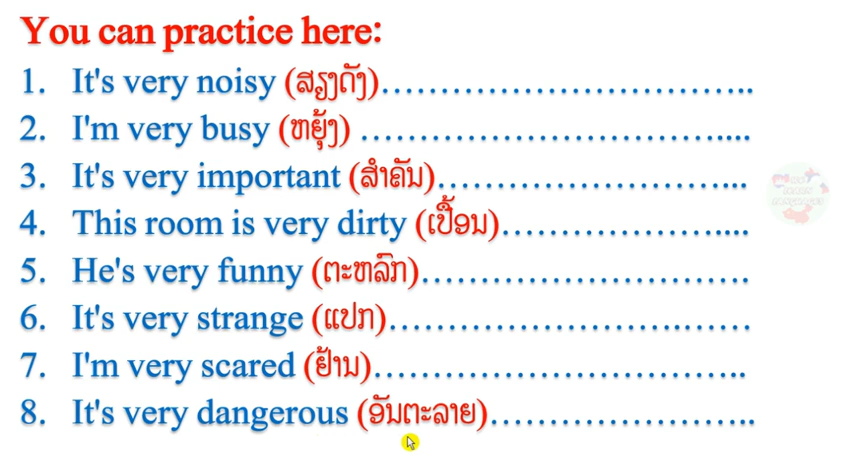 You can practice here:
1. It's very noisy (ສຽງດັງ)……………………………..
2. I'm very busy (ຫຍຸ້ງ) ……………………………....
3. It's very important (ສຳຄັນ)………………………...
4. This room is very dirty (ເປື້ອນ)…………………....
5. He's very funny (ຕະຫລົກ)………………………….
6. It's very strange (ແປກ)……………………….……
7. I'm very scared (ຢ້ານ)……………………………..
8. It's very dangerous (ອັນຕະລາຍ)……………………..